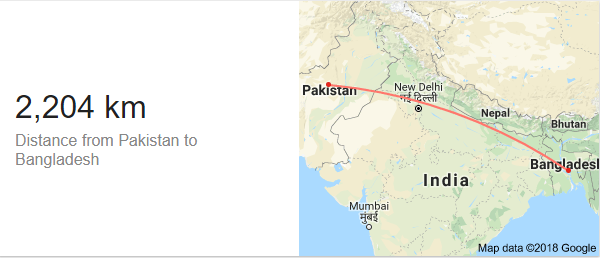 2,204 km
Distance from Pakistan to
Bangladesh
Pakistan
New Delhi
नई दिल्ली
Nepal
Bhutan
Bangladesh
India
Mumbai
मुंबई
Map data ©2018 Google